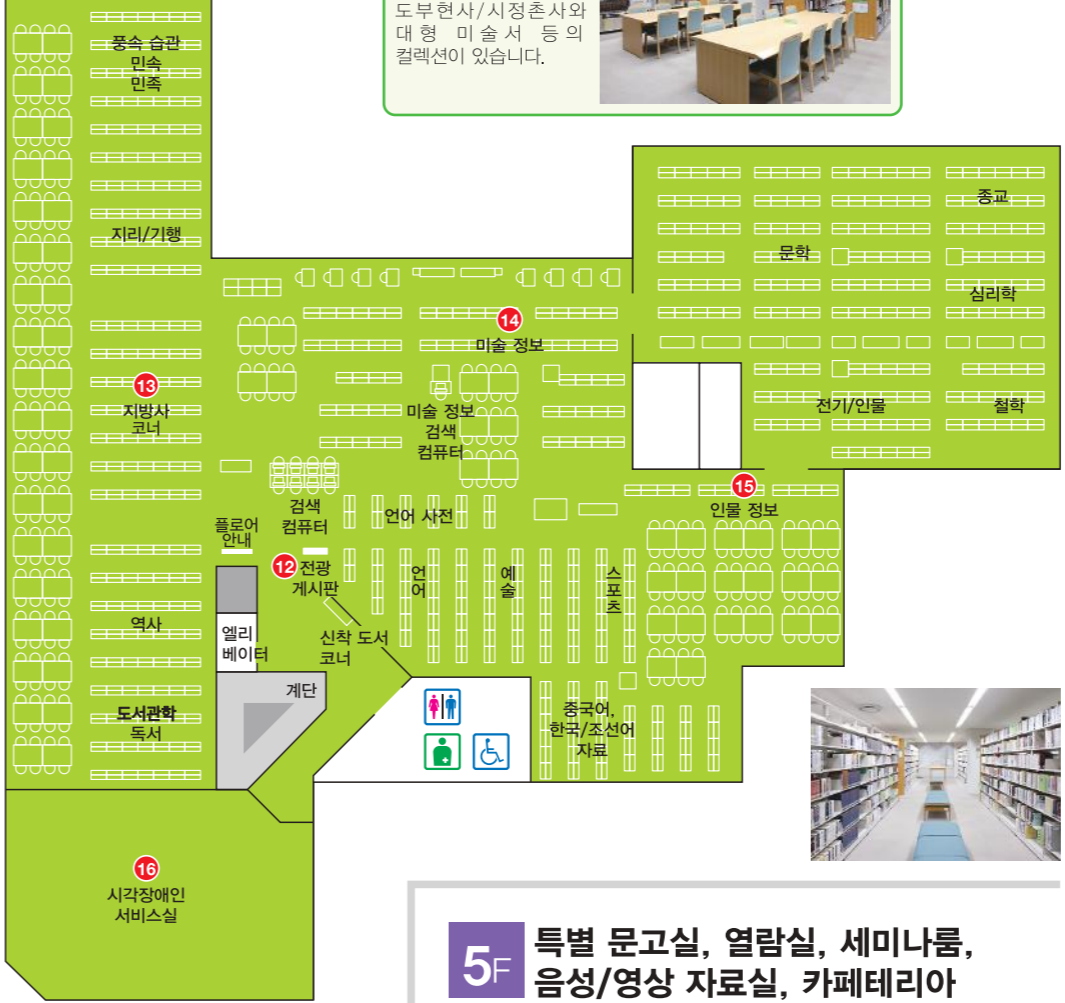 도부현사/시정촌사와
대형 미술서 등의
컬렉션이 있습니다.
풍속 습관
민속
민족
지리/기행
13
지방사
코너
역사
도서관학
독서
14
미술 정보
미술 정보
검색
컴퓨터
종교
문학
심리학
전기/인물
철학
15
인물 정보
검색
컴퓨터
언어 사전
플로어
안내
12 전광
게시판
언어
예술
스포츠
엘리
베이터
신착 도서
코너
계단
중국어,
한국/조선어
자료
16
시각장애인
서비스실
5F
특별 문고실, 열람실, 세미나룸,
음성/영상 자료실, 카페테리아